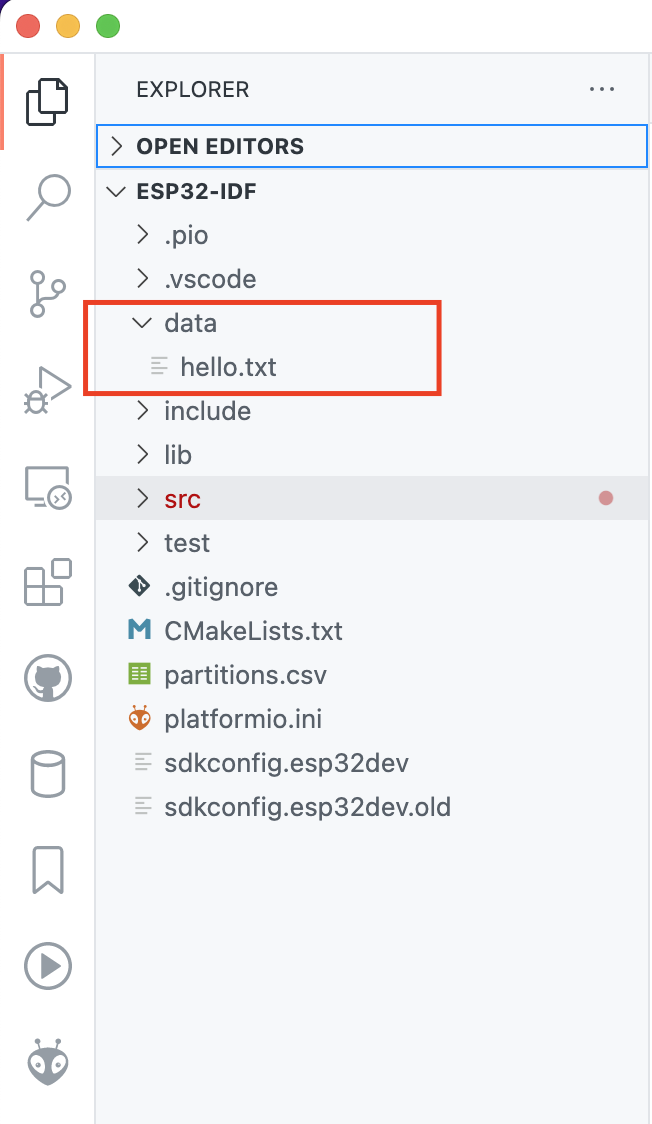 EXPLORER
OPEN EDITORS
ESP32-IDF
.pio
.vscode
data
hello.txt
include
lib
src
test
.gitignore
CMakeLists.txt
partitions.csv
platformio.ini
sdkconfig.esp32dev
sdkconfig.esp32dev.old